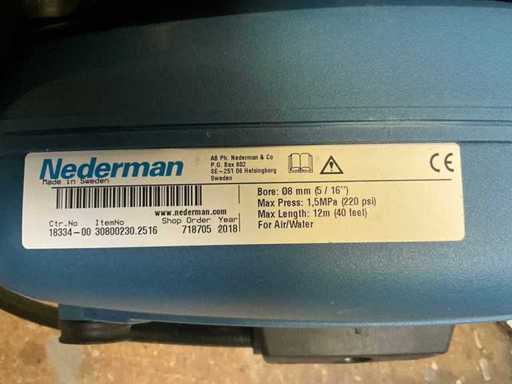 Nederman
Made in Sweden
AB Ph. Nederman & Co
P.O. Box 602
SE-251 06 Helsingborg
Sweden
CE
www.nederman.com
Ctr.No ItemNo Shop Order Year
18334-00 30800230.2516 718705 2018
Bore: Ø8 mm (5/16")
Max Press: 1,5MPa (220 psi)
Max Length: 12m (40 feet)
For Air/Water